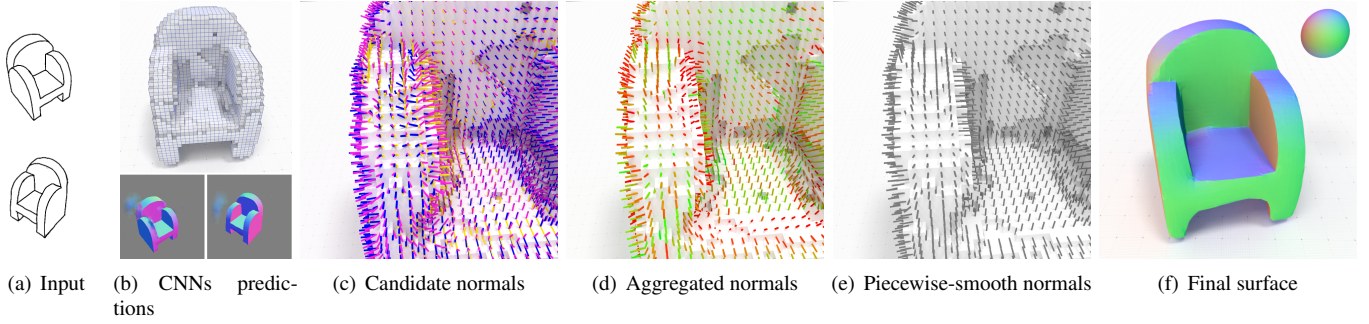 (a) Input
(b) CNNs predic-
tions
(c) Candidate normals
(d) Aggregated normals
(e) Piecewise-smooth normals
(f) Final surface